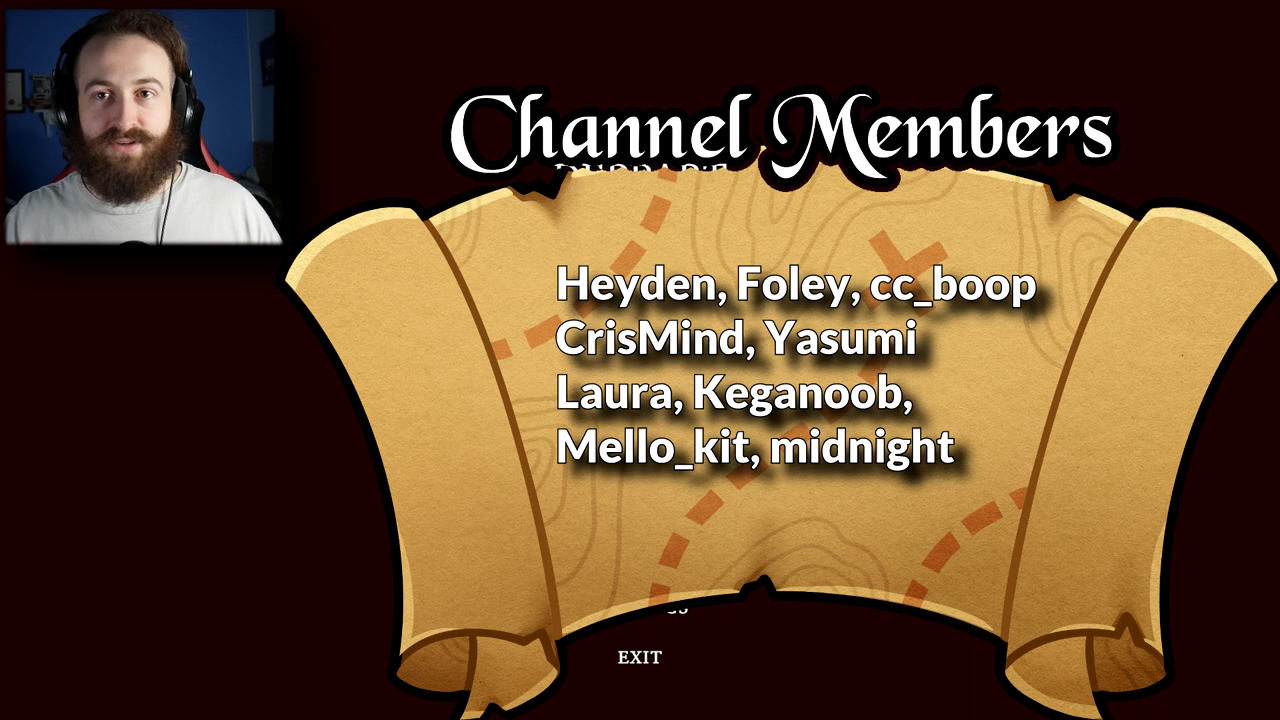 Channel Members
Heyden, Foley, cc_boop
CrisMind, Yasumi
Laura, Keganoob,
Mello_kit, midnight
EXIT